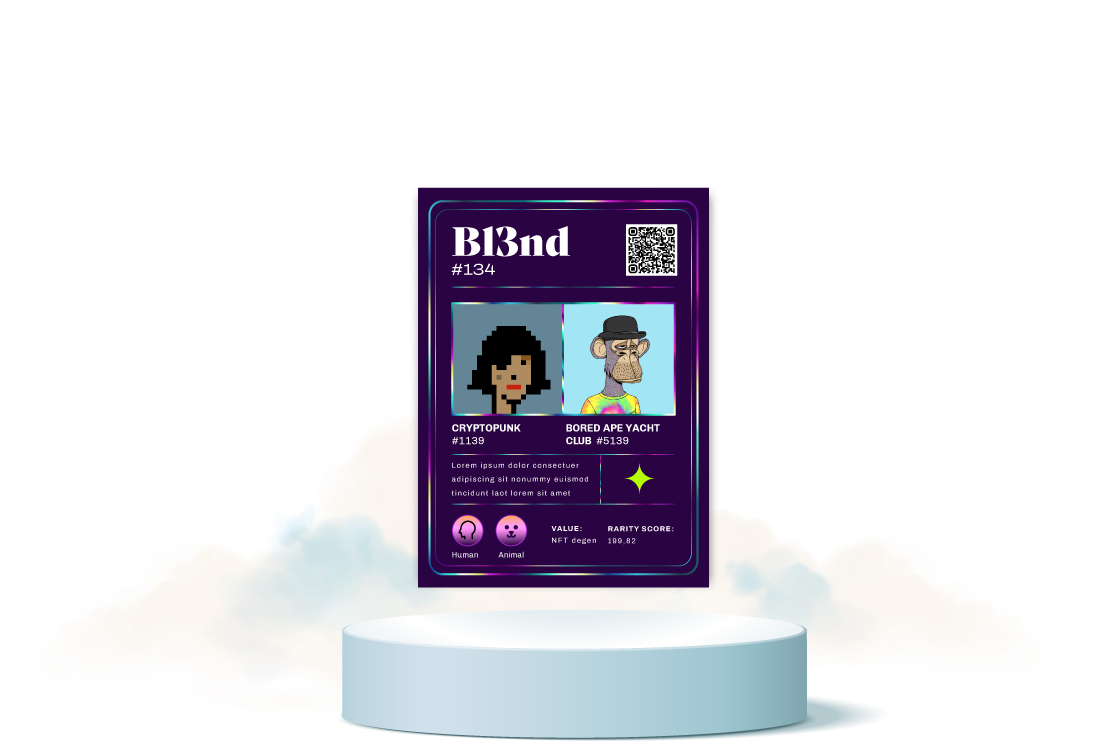 Bl3nd
#134
CRYPTOPUNK
#1139
BORED APE YACHT
CLUB #5139
Lorem ipsum dolor consectuer
adipiscing sit nonummy euismod
tincidunt laot lorem sit amet
Human
Animal
VALUE:
NFT degen
RARITY SCORE:
199,82